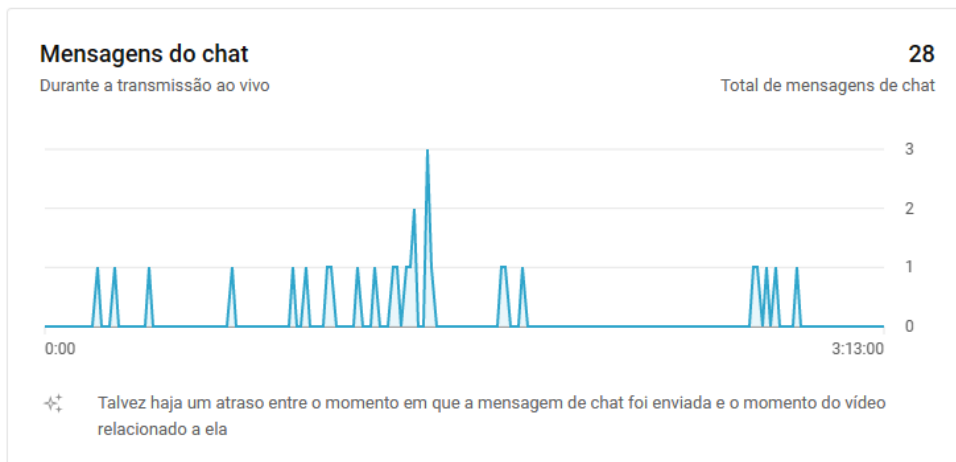 Mensagens do chat
28
Durante a transmissão ao vivo
Total de mensagens de chat
3
2
1
0
0:00
3:13:00
Talvez haja um atraso entre o momento em que a mensagem de chat foi enviada e o momento do vídeo
relacionado a ela